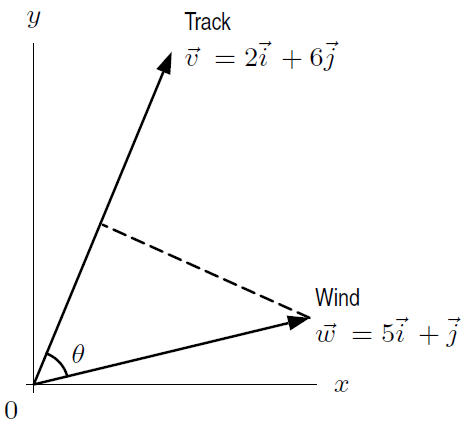 y
Track
v⃗ = 2i⃗ + 6j⃗
Wind
w⃗ = 5i⃗ + j⃗
θ
x
0